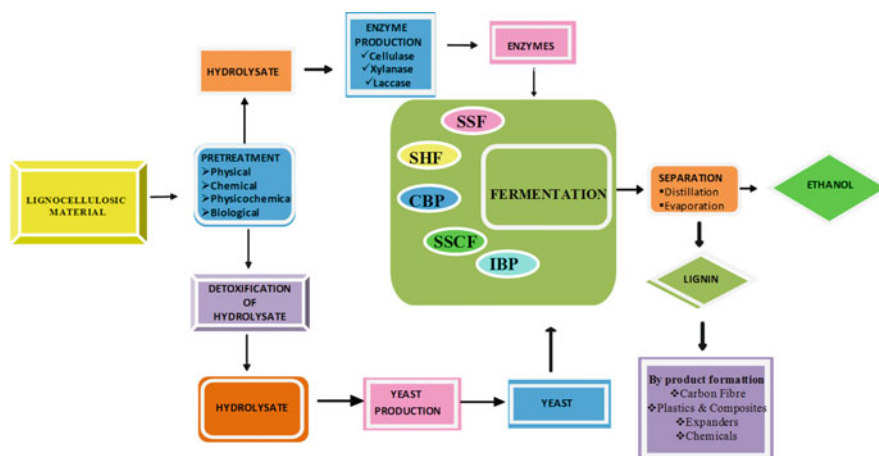 LIGNOCELLULOSIC
MATERIAL
PRETREATMENT
➢Physical
➢Chemical
➢Physicochemica
➢Biological
HYDROLYSATE
ENZYME
PRODUCTION
✓Cellulase
✓Xylanase
✓Laccase
ENZYMES
SSF
SHF
CBP
SSCF
IBP
FERMENTATION
SEPARATION
▪Distillation
▪Evaporation
ETHANOL
LIGNIN
By product formattion
❖Carbon Fibre
❖Plastics & Composites
❖Expanders
❖Chemicals
DETOXIFICATION
OF
HYDROLYSATE
HYDROLYSATE
YEAST
PRODUCTION
YEAST